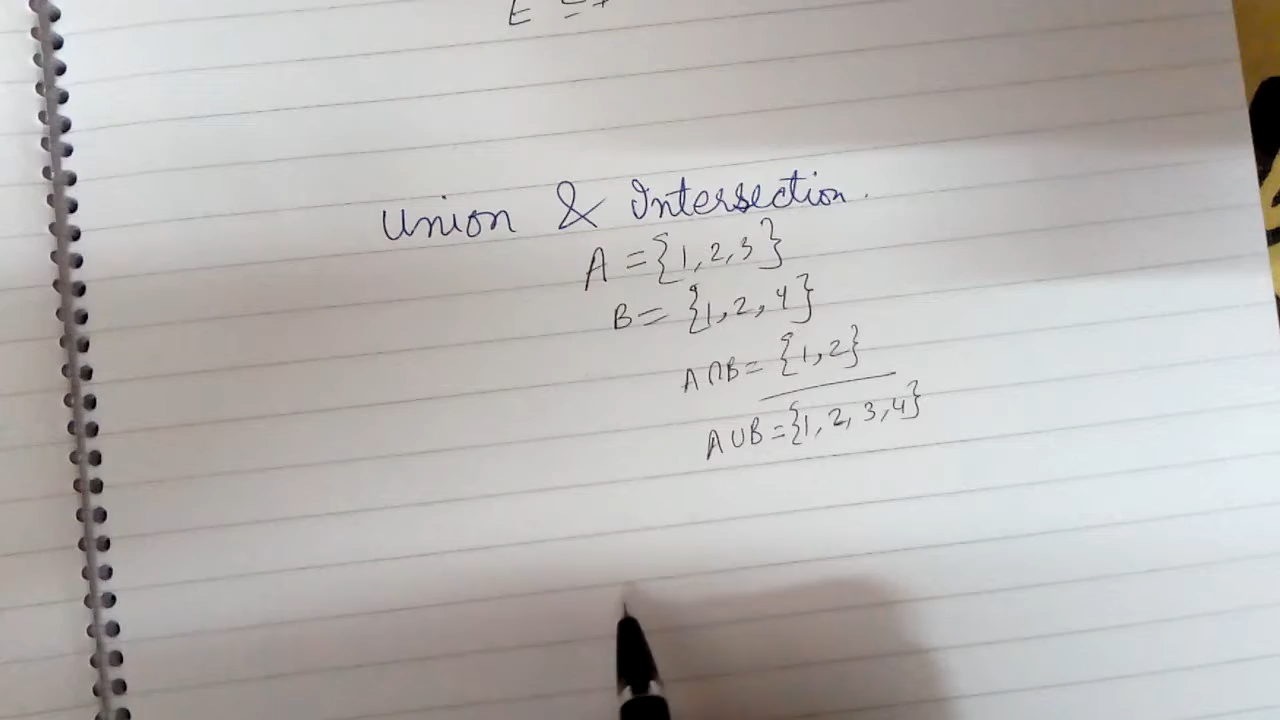 Union & Intersection.
A = {1, 2, 3}
B = {1, 2, 4}
A∩B = {1, 2}
A∪B = {1, 2, 3, 4}